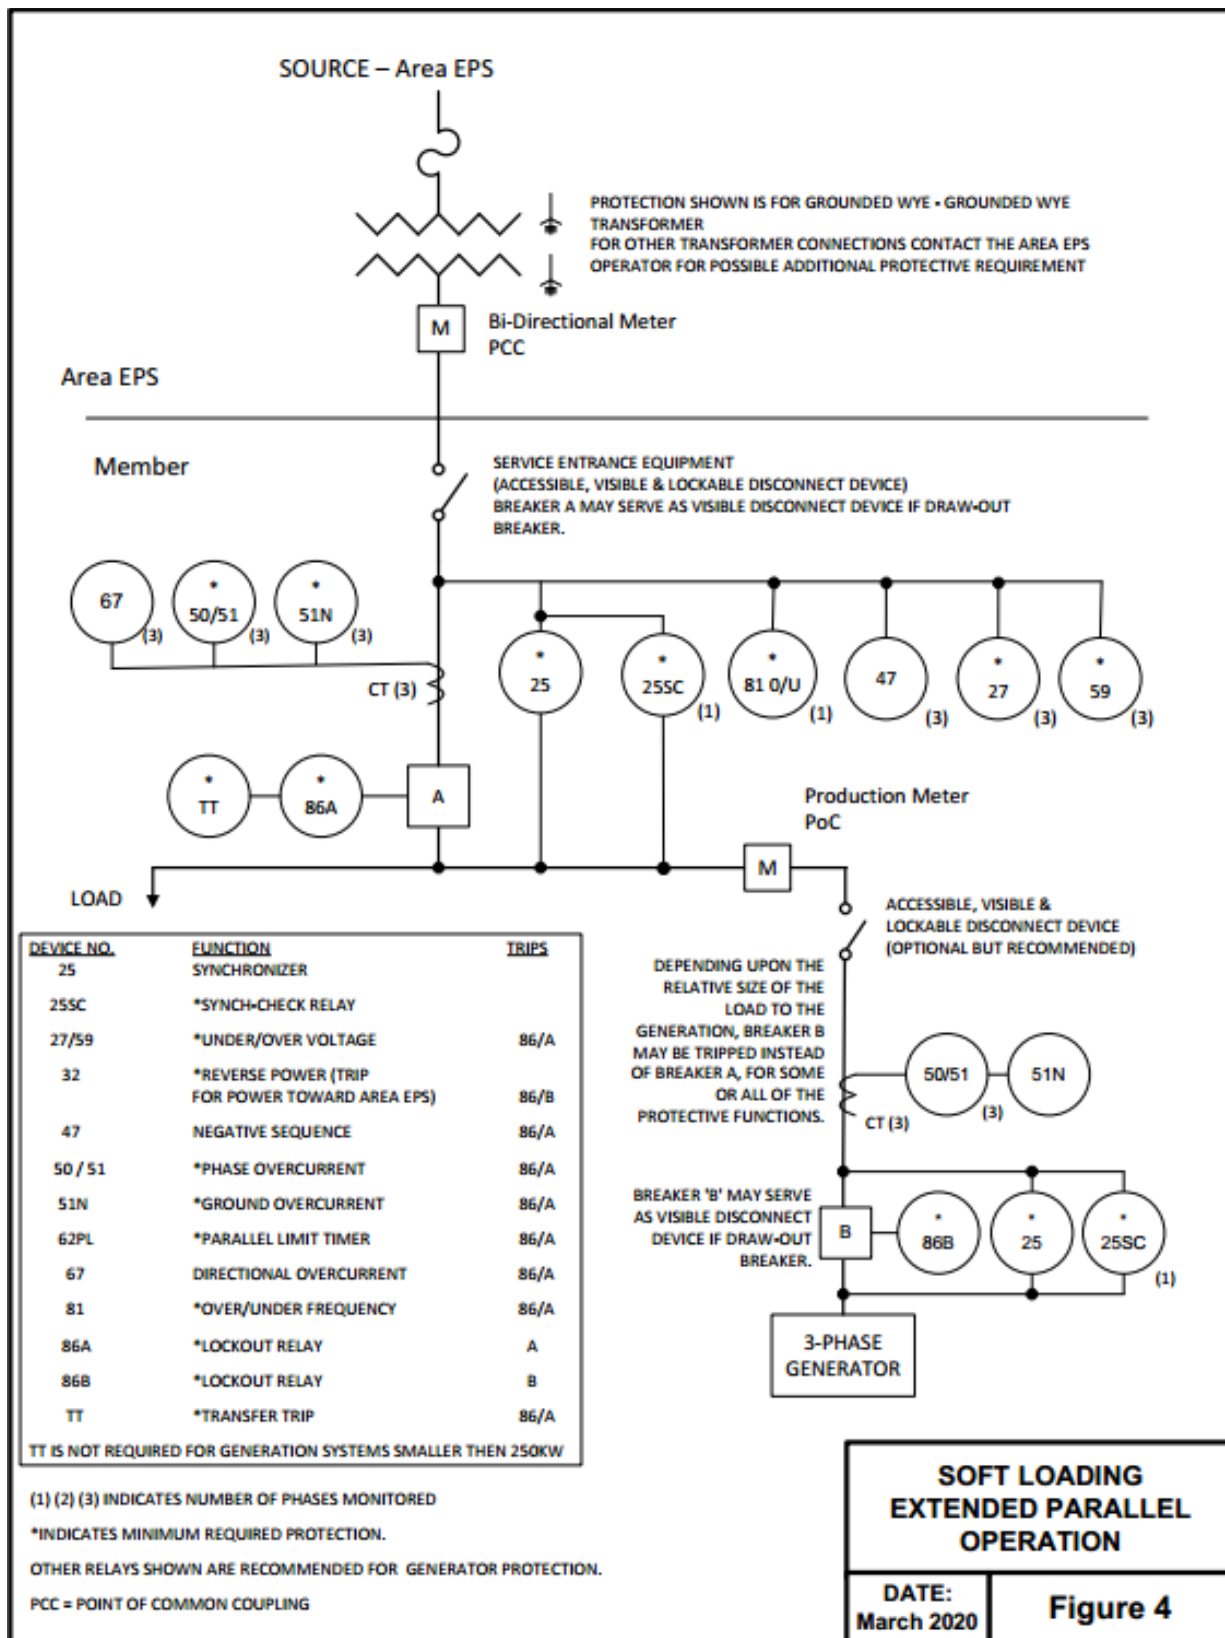 SOURCE – Area EPS
PROTECTION SHOWN IS FOR GROUNDED WYE - GROUNDED WYE
TRANSFORMER
FOR OTHER TRANSFORMER CONNECTIONS CONTACT THE AREA EPS
OPERATOR FOR POSSIBLE ADDITIONAL PROTECTIVE REQUIREMENT
M
Bi-Directional Meter
PCC
Area EPS
Member
SERVICE ENTRANCE EQUIPMENT
(ACCESSIBLE, VISIBLE & LOCKABLE DISCONNECT DEVICE)
BREAKER A MAY SERVE AS VISIBLE DISCONNECT DEVICE IF DRAW-OUT
BREAKER.
67
(3)
*
50/51
(3)
*
51N
(3)
CT (3)
*
25
*
25SC
(1)
*
81 0/U
(1)
47
(3)
*
27
(3)
*
59
(3)
*
TT
*
86A
A
Production Meter
PoC
M
LOAD
ACCESSIBLE, VISIBLE &
LOCKABLE DISCONNECT DEVICE
(OPTIONAL BUT RECOMMENDED)
DEPENDING UPON THE
RELATIVE SIZE OF THE
LOAD TO THE
GENERATION, BREAKER B
MAY BE TRIPPED INSTEAD
OF BREAKER A, FOR SOME
OR ALL OF THE
PROTECTIVE FUNCTIONS.
CT (3)
50/51
(3)
51N
BREAKER 'B' MAY SERVE
AS VISIBLE DISCONNECT
DEVICE IF DRAW-OUT
BREAKER.
B
*
86B
*
25
*
25SC
(1)
3-PHASE
GENERATOR
DEVICE NO. FUNCTION TRIPS
25 SYNCHRONIZER
25SC *SYNCH-CHECK RELAY
27/59 *UNDER/OVER VOLTAGE 86/A
32 *REVERSE POWER (TRIP
FOR POWER TOWARD AREA EPS) 86/B
47 NEGATIVE SEQUENCE 86/A
50 / 51 *PHASE OVERCURRENT 86/A
51N *GROUND OVERCURRENT 86/A
62PL *PARALLEL LIMIT TIMER 86/A
67 DIRECTIONAL OVERCURRENT 86/A
81 *OVER/UNDER FREQUENCY 86/A
86A *LOCKOUT RELAY A
86B *LOCKOUT RELAY B
TT *TRANSFER TRIP 86/A
TT IS NOT REQUIRED FOR GENERATION SYSTEMS SMALLER THEN 250KW
(1) (2) (3) INDICATES NUMBER OF PHASES MONITORED
*INDICATES MINIMUM REQUIRED PROTECTION.
OTHER RELAYS SHOWN ARE RECOMMENDED FOR GENERATOR PROTECTION.
PCC = POINT OF COMMON COUPLING
SOFT LOADING
EXTENDED PARALLEL
OPERATION
DATE:
March 2020
Figure 4